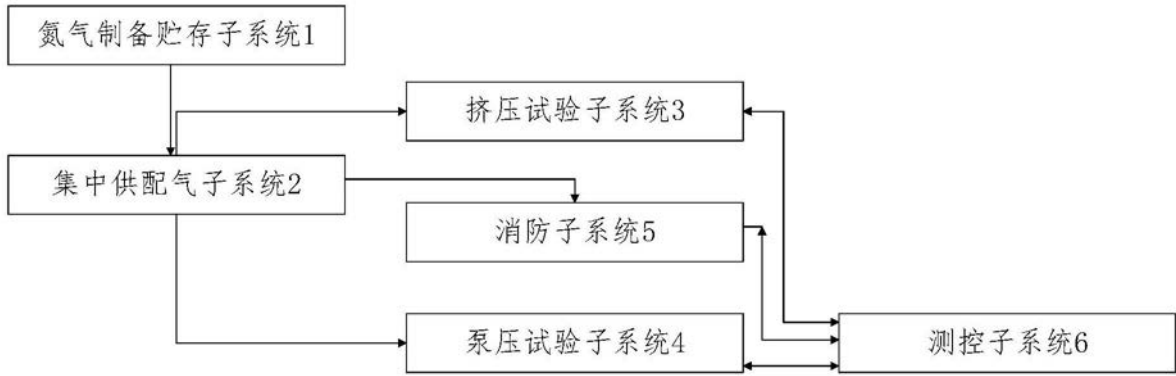 氮气制备贮存子系统1
挤压试验子系统3
集中供配气子系统2
消防子系统5
泵压试验子系统4
测控子系统6